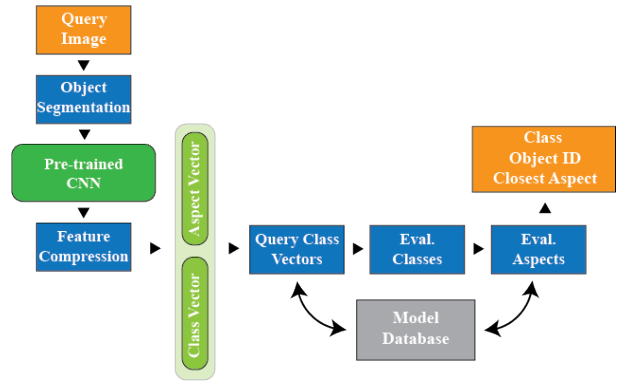 Query
Image
Object
Segmentation
Pre-trained
CNN
Feature
Compression
Aspect Vector
Class Vector
Query Class
Vectors
Eval.
Classes
Eval.
Aspects
Class
Object ID
Closest Aspect
Model
Database